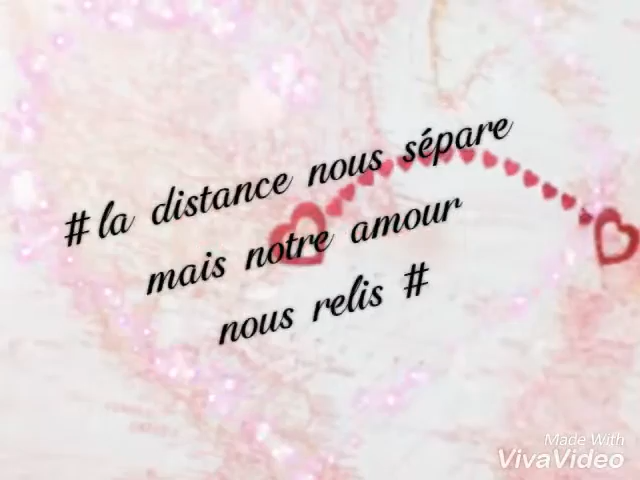 # la distance nous sépare
mais notre amour
nous relis #
Made With
VivaVideo